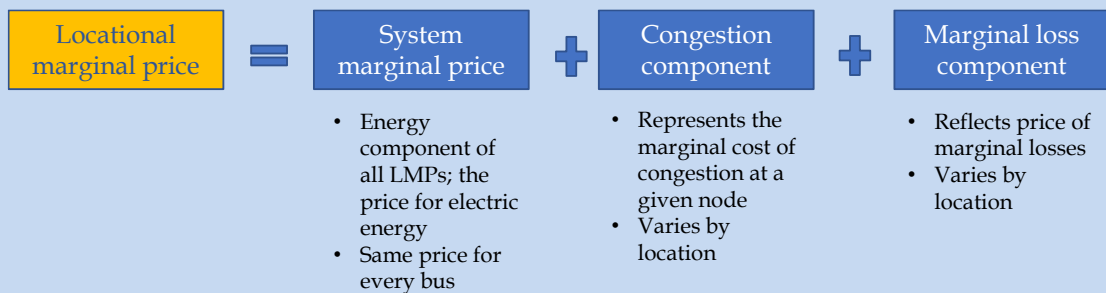 Locational
marginal price
=
System
marginal price
+
Congestion
component
+
Marginal loss
component
• Energy
component of
all LMPs; the
price for electric
energy
• Same price for
every bus
• Represents the
marginal cost of
congestion at a
given node
• Varies by
location
• Reflects price of
marginal losses
• Varies by
location